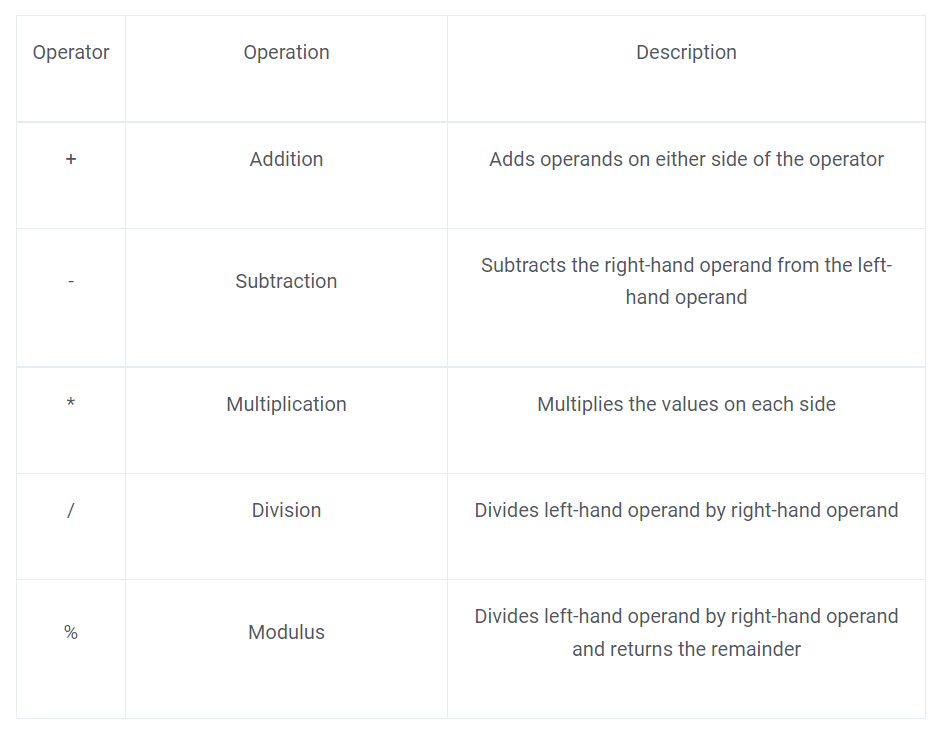 Operator Operation Description
+ Addition Adds operands on either side of the operator
- Subtraction Subtracts the right-hand operand from the left-
hand operand
* Multiplication Multiplies the values on each side
/ Division Divides left-hand operand by right-hand operand
% Modulus Divides left-hand operand by right-hand operand
and returns the remainder